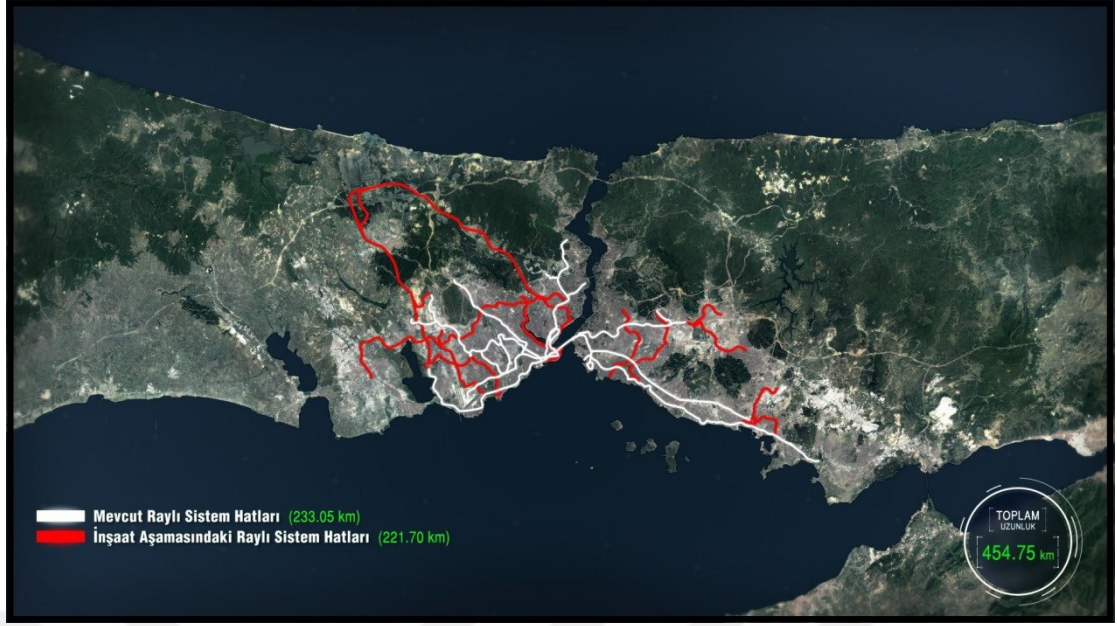 Mevcut Raylı Sistem Hatları (233.05 km)
İnşaat Aşamasındaki Raylı Sistem Hatları (221.70 km)
TOPLAM
UZUNLUK
454.75 km